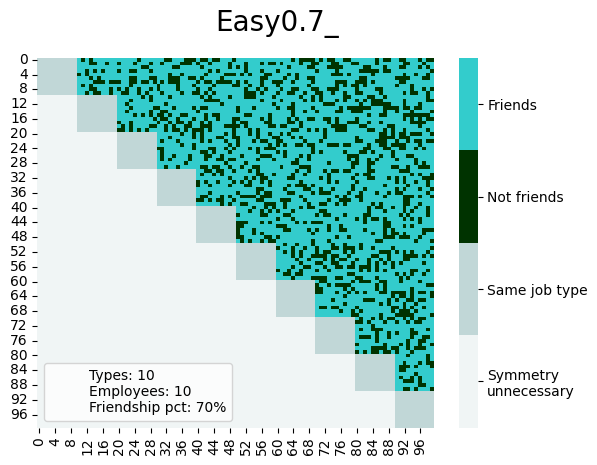 Easy0.7_
0
4
8
12
16
20
24
28
32
36
40
44
48
52
56
60
64
68
72
76
80
84
88
92
96
Friends
Not friends
Same job type
Symmetry
unnecessary
Types: 10
Employees: 10
Friendship pct: 70%
0 4 8 12 16 20 24 28 32 36 40 44 48 52 56 60 64 68 72 76 80 84 88 92 96